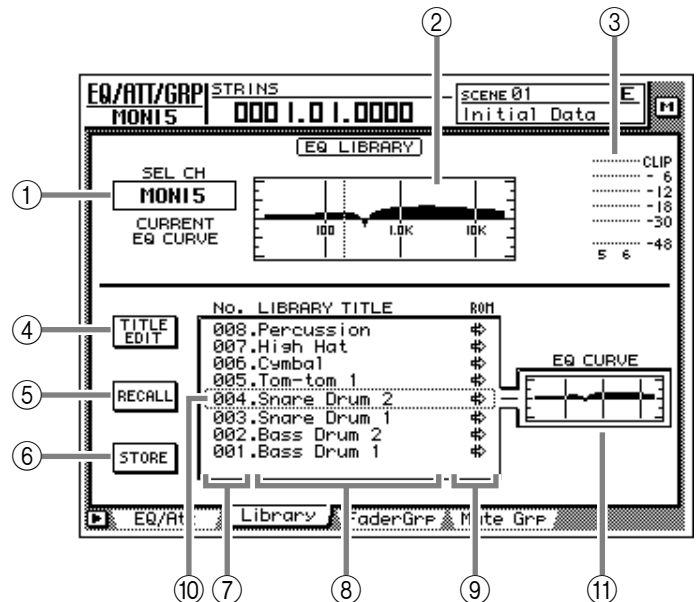 ② ③
EQ/ATT/GRP STRINS SCENE 01 E
MONI5 0001.01.0000 Initial Data M
EQ LIBRARY
① SEL CH
MONI5
CURRENT
EQ CURVE
100 1.0K 10K
CLIP
- 6
-12
-18
-30
-48
5 6
No. LIBRARY TITLE ROM
④ TITLE EDIT
008.Percussion
007.High Hat
006.Cymbal
005.Tom-tom 1
⑤ RECALL
⑩ 004.Snare Drum 2
003.Snare Drum 1
002.Bass Drum 2
001.Bass Drum 1
EQ CURVE
⑥ STORE
Library FaderGrp Grp
⑩ ⑦ ⑧ ⑨ ⑪